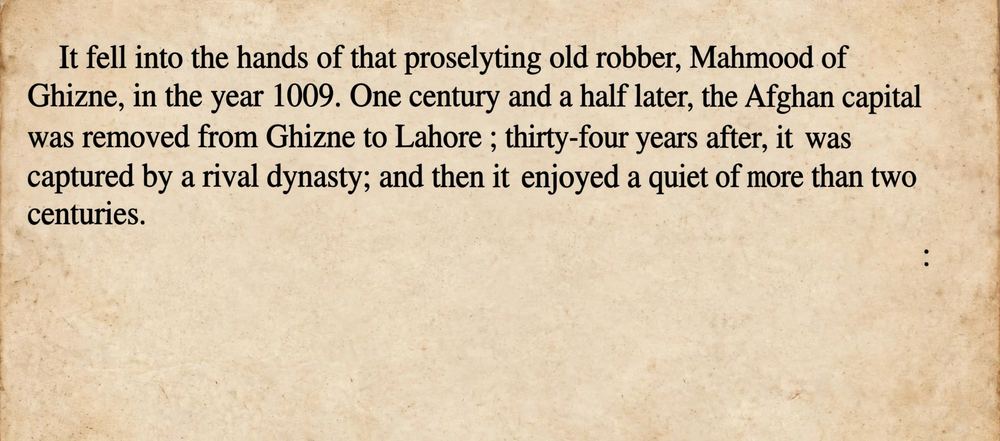 It fell into the hands of that proselyting old robber, Mahmood of
Ghizne, in the year 1009. One century and a half later, the Afghan capital
was removed from Ghizne to Lahore ; thirty-four years after, it was
captured by a rival dynasty; and then it enjoyed a quiet of more than two
centuries.
: